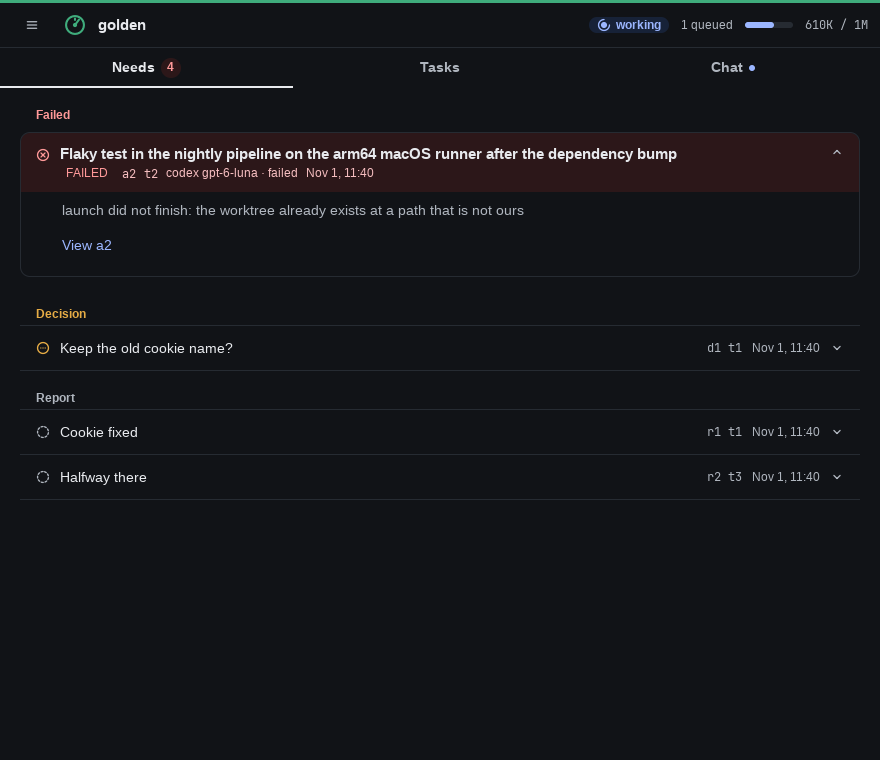 golden
working
1 queued
610K / 1M
Needs 4
Tasks
Chat
Failed
Flaky test in the nightly pipeline on the arm64 macOS runner after the dependency bump
FAILED a2 t2 codex gpt-6-luna · failed Nov 1, 11:40
launch did not finish: the worktree already exists at a path that is not ours
View a2
Decision
Keep the old cookie name? d1 t1 Nov 1, 11:40
Report
Cookie fixed r1 t1 Nov 1, 11:40
Halfway there r2 t3 Nov 1, 11:40